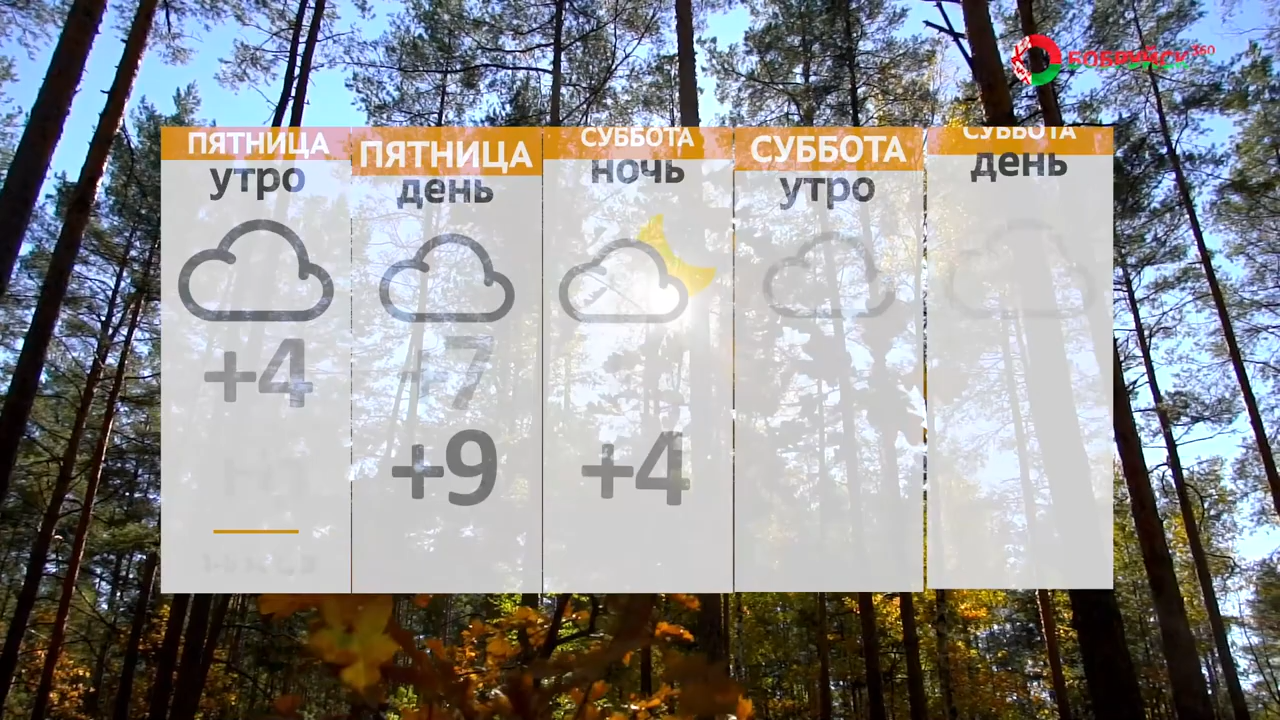 БОБРУЙСК 360
ПЯТНИЦА
утро
+4
ПЯТНИЦА
день
+7
+9
СУББОТА
ночь
+4
СУББОТА
утро
СУББОТА
день